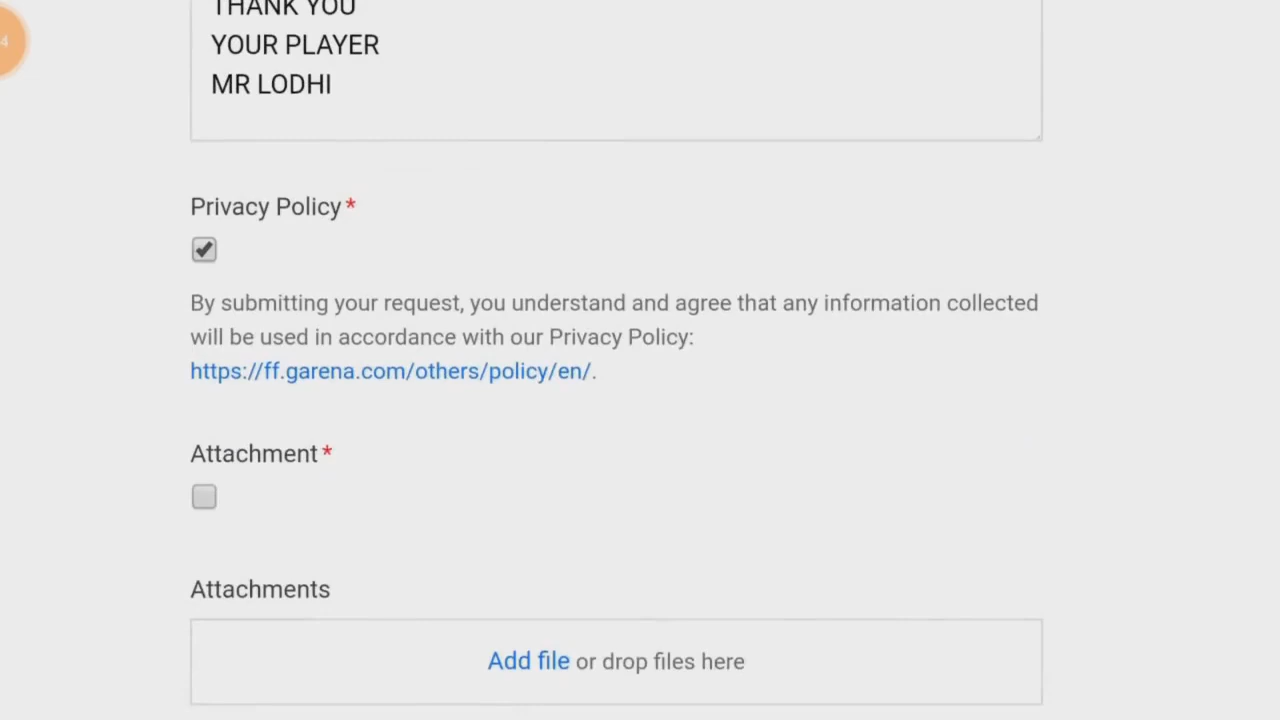 THANK YOU
YOUR PLAYER
MR LODHI
4
Privacy Policy*
By submitting your request, you understand and agree that any information collected
will be used in accordance with our Privacy Policy:
https://ff.garena.com/others/policy/en/.
Attachment*
Attachments
Add file or drop files here